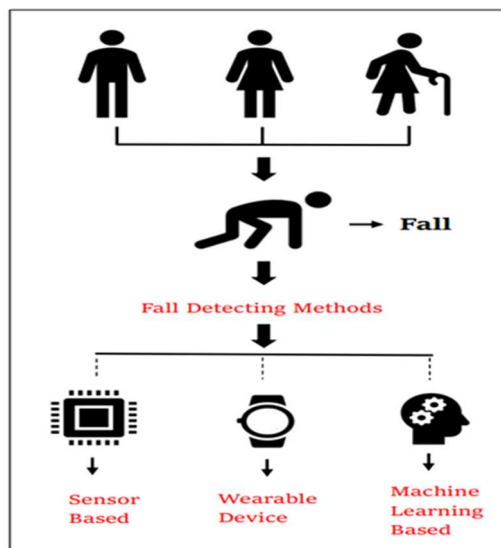 Fall
Fall Detecting Methods
Sensor
Based
Wearable
Device
Machine
Learning
Based